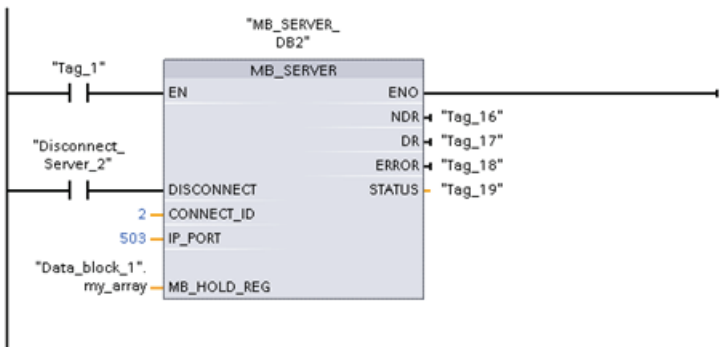 "MB_SERVER_
DB2"
"Tag_1"
MB_SERVER
EN
ENO
NDR
"Tag_16"
"Disconnect_
Server_2"
DR
"Tag_17"
ERROR
"Tag_18"
DISCONNECT
STATUS
"Tag_19"
2
CONNECT_ID
503
IP_PORT
"Data_block_1".
my_array
MB_HOLD_REG